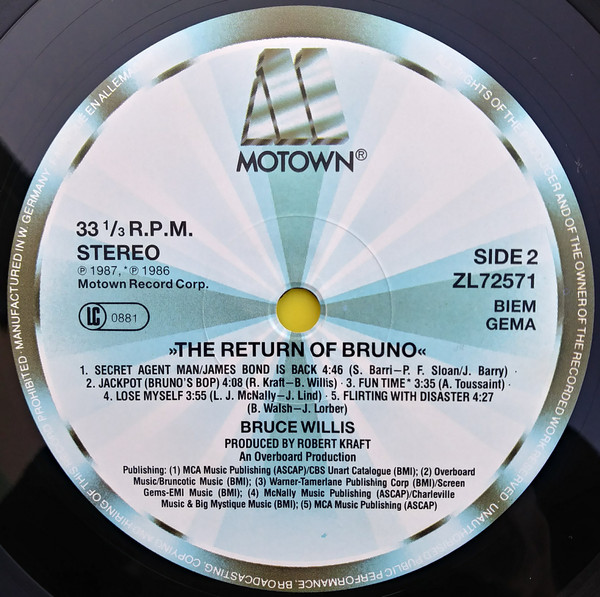 MOTOWN®
33 1/3 R.P.M.
STEREO
℗ 1987, *℗ 1986
Motown Record Corp.
LC 0881
SIDE 2
ZL72571
BIEM
GEMA
»THE RETURN OF BRUNO«
1. SECRET AGENT MAN/JAMES BOND IS BACK 4:46 (S. Barri–P. F. Sloan/J. Barry) ·
2. JACKPOT (BRUNO'S BOP) 4:08 (R. Kraft–B. Willis) · 3. FUN TIME* 3:35 (A. Toussaint) ·
4. LOSE MYSELF 3:55 (L. J. McNally–J. Lind) · 5. FLIRTING WITH DISASTER 4:27
(B. Walsh–J. Lorber)
BRUCE WILLIS
PRODUCED BY ROBERT KRAFT
An Overboard Production
Publishing: (1) MCA Music Publishing (ASCAP)/CBS Unart Catalogue (BMI); (2) Overboard
Music/Bruncotic Music (BMI); (3) Warner-Tamerlane Publishing Corp (BMI)/Screen
Gems-EMI Music (BMI); (4) McNally Music Publishing (ASCAP)/Charleville
Music & Big Mystique Music (BMI); (5) MCA Music Publishing (ASCAP)
OF THE OWNER OF THE RECORDED WORK RESERVED · UNAUTHORISED PUBLIC PERFORMANCE, BROADCASTING, COPYING AND HIRING OF THIS PROHIBITED · MANUFACTURED IN W. GERMANY